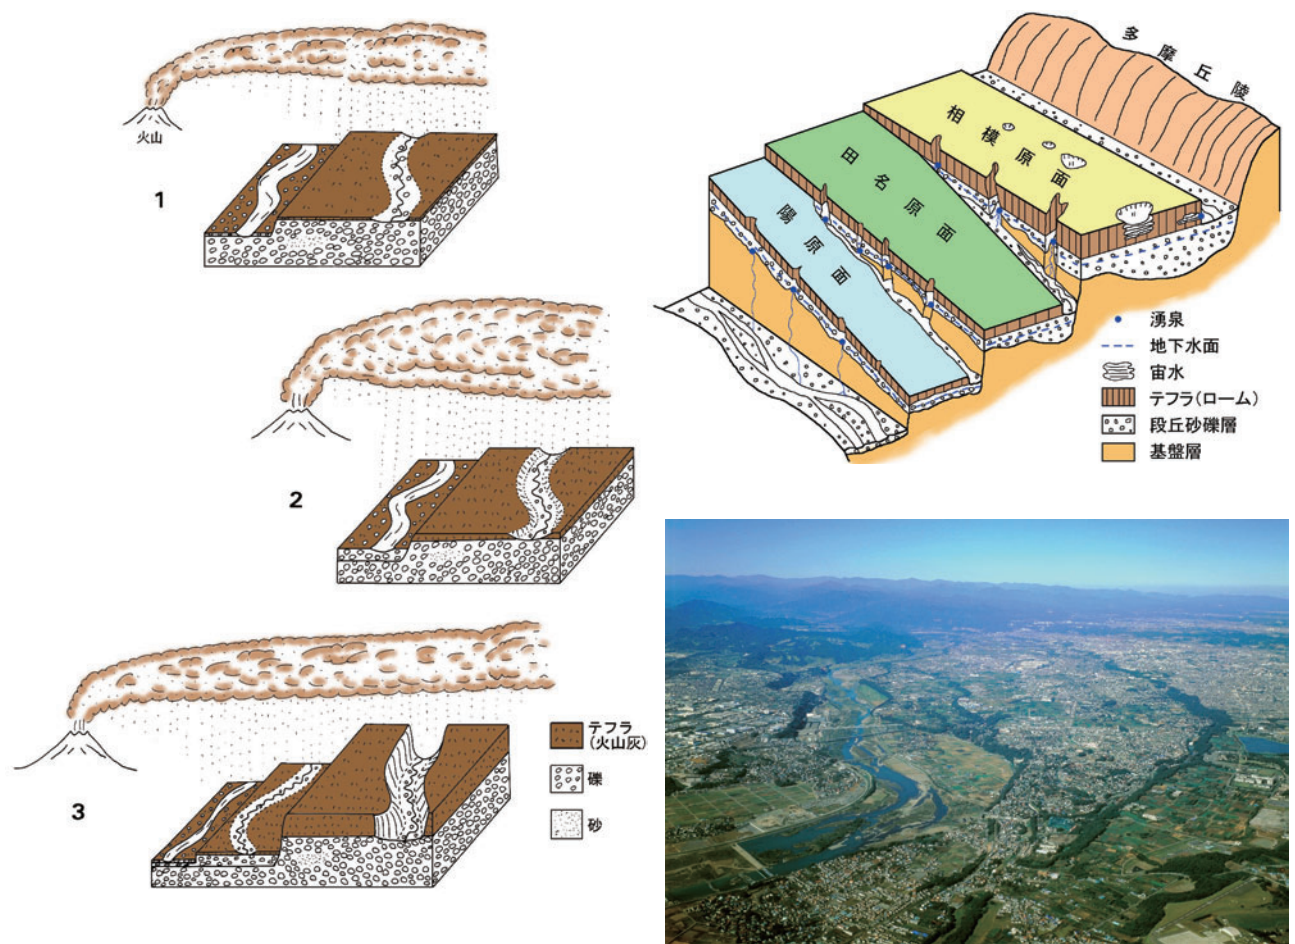 火山
1
2
3
テフラ
(火山灰)
礫
砂
多摩丘陵
相模原面
田名原面
陽原面
湧泉
地下水面
宙水
テフラ(ローム)
段丘砂礫層
基盤層